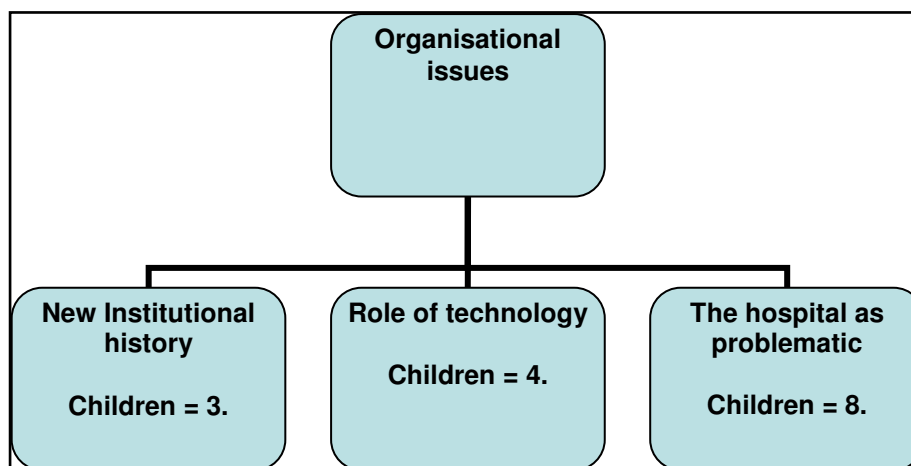 Organisational
issues
New Institutional
history
Children = 3.
Role of technology
Children = 4.
The hospital as
problematic
Children = 8.